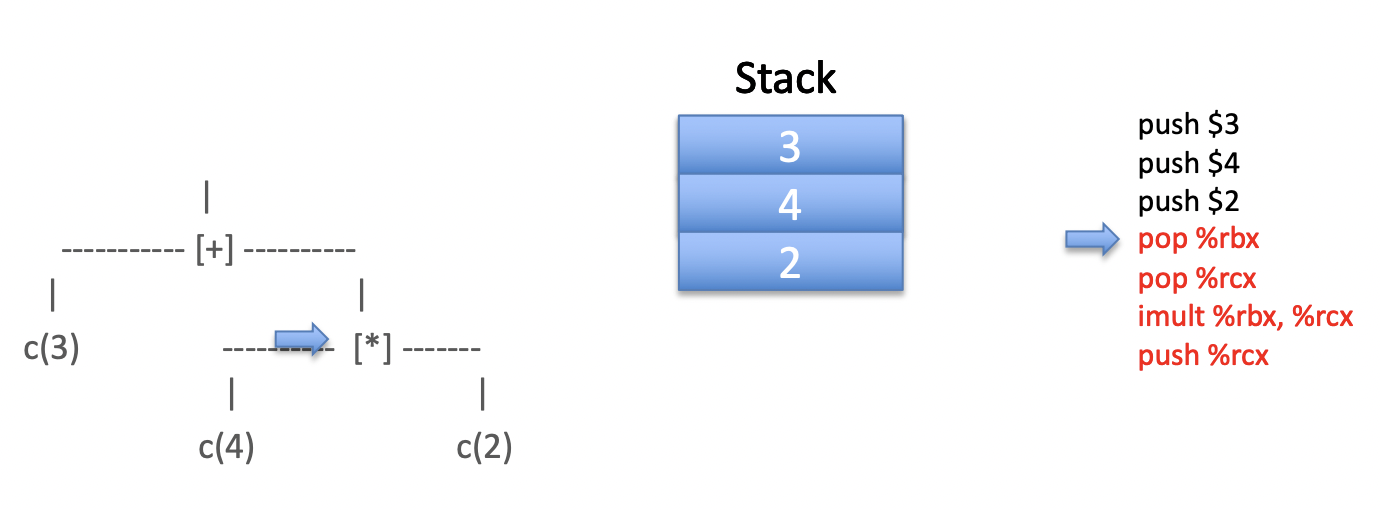 |
----------- [+] ----------
| |
c(3) ---------- [*] -------
| |
c(4) c(2)
Stack
3
4
2
push $3
push $4
push $2
pop %rbx
pop %rcx
imult %rbx, %rcx
push %rcx